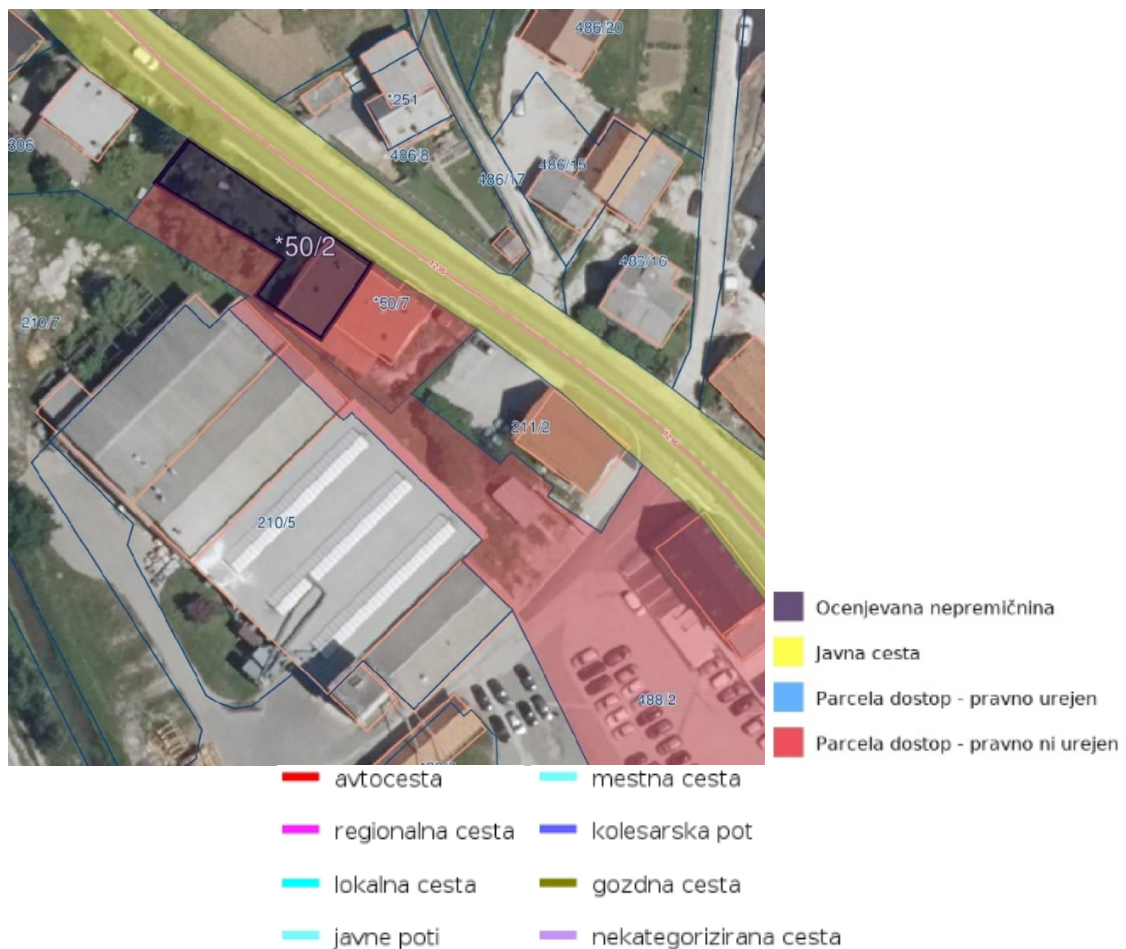 486/20
*251
306
486/8
486/15
486/17
*50/2
486/16
1236
*50/7
210/7
211/2
1236
210/5
488/2
Ocenjevana nepremičnina
Javna cesta
Parcela dostop - pravno urejen
Parcela dostop - pravno ni urejen
avtocesta
mestna cesta
regionalna cesta
kolesarska pot
lokalna cesta
gozdna cesta
javne poti
nekategorizirana cesta